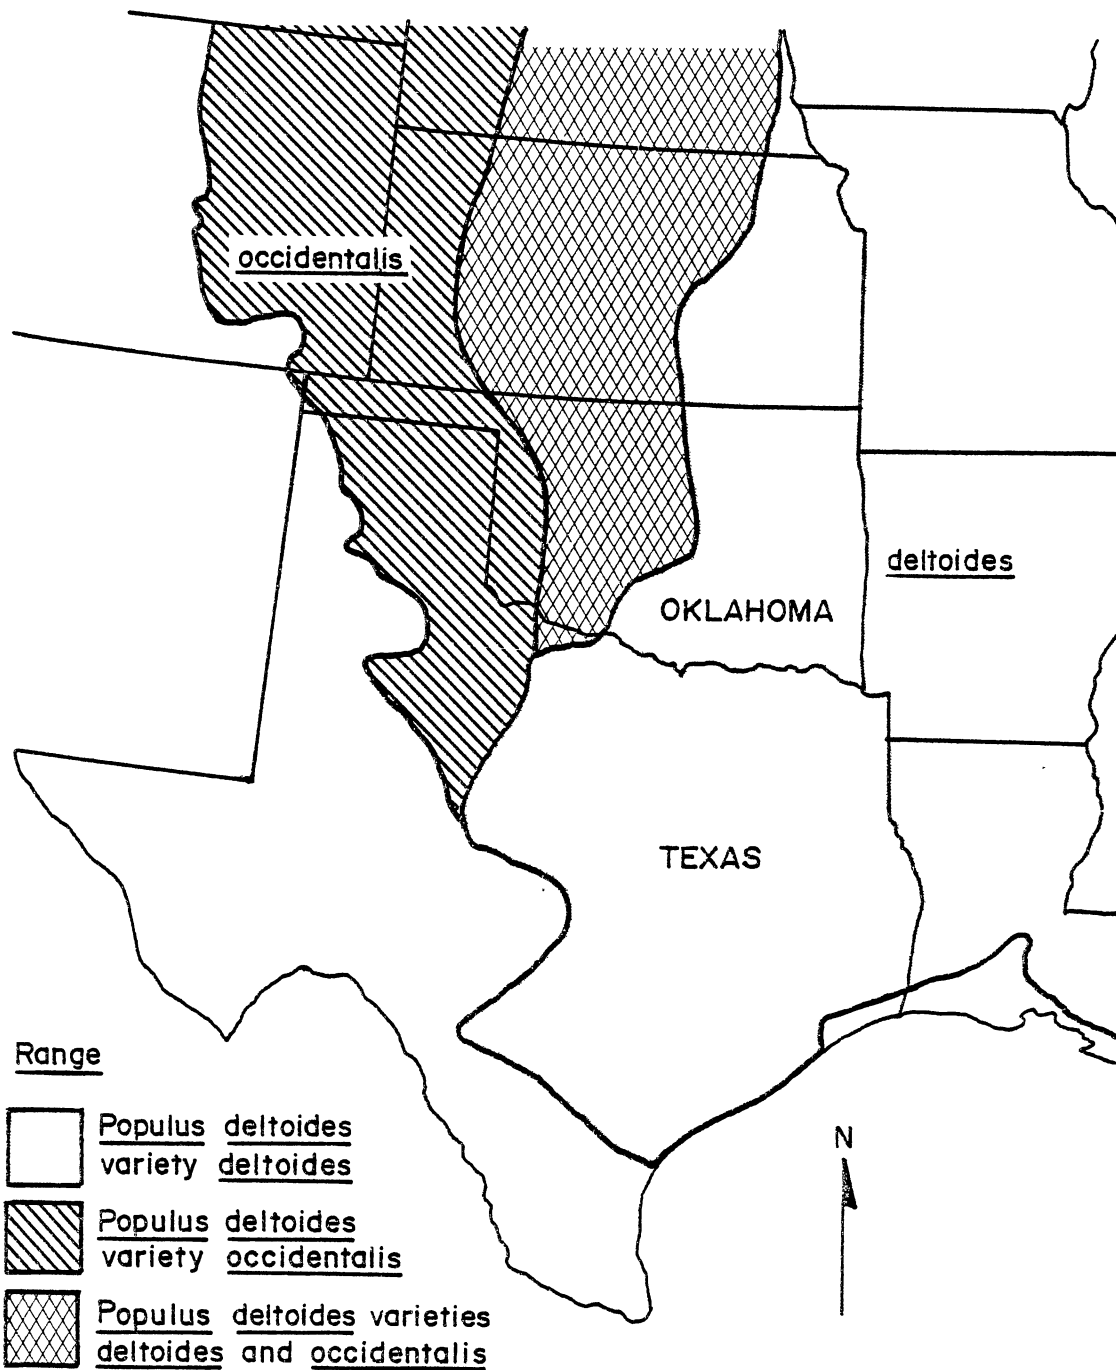 occidentalis
deltoides
OKLAHOMA
TEXAS
N
Range
Populus deltoides
variety deltoides
Populus deltoides
variety occidentalis
Populus deltoides varieties
deltoides and occidentalis